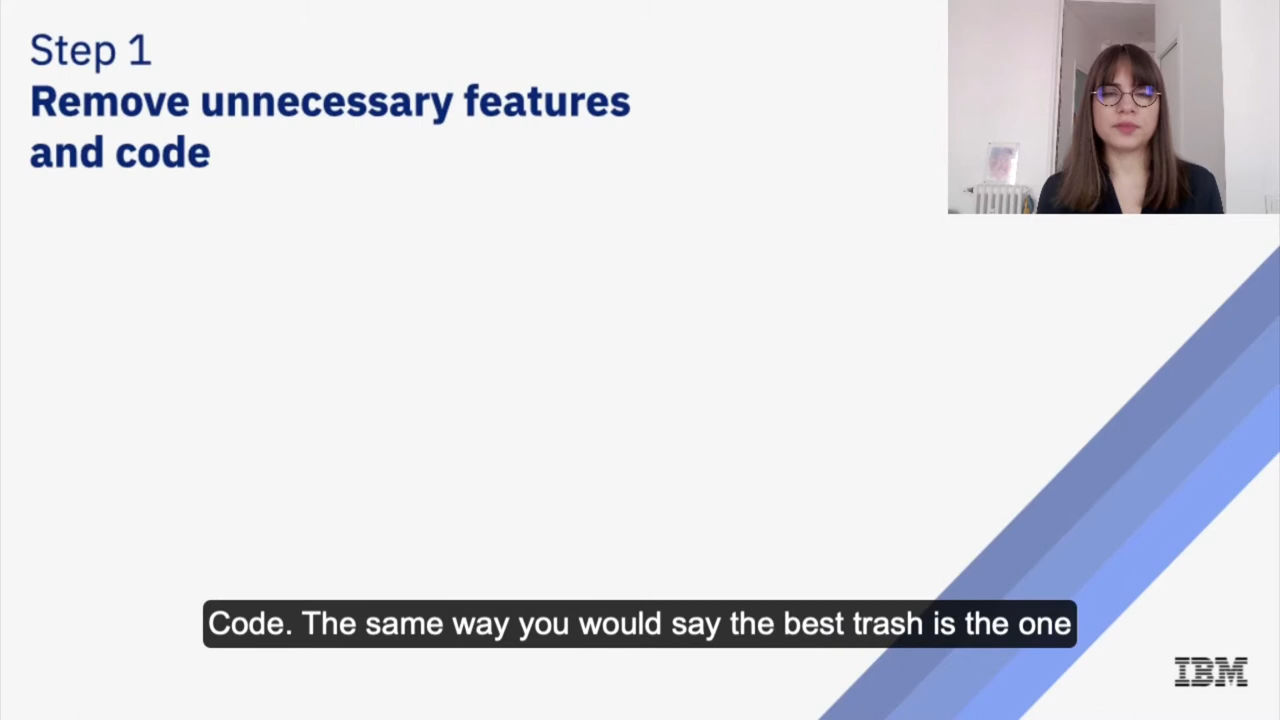 Step 1
Remove unnecessary features
and code
Code. The same way you would say the best trash is the one
IBM